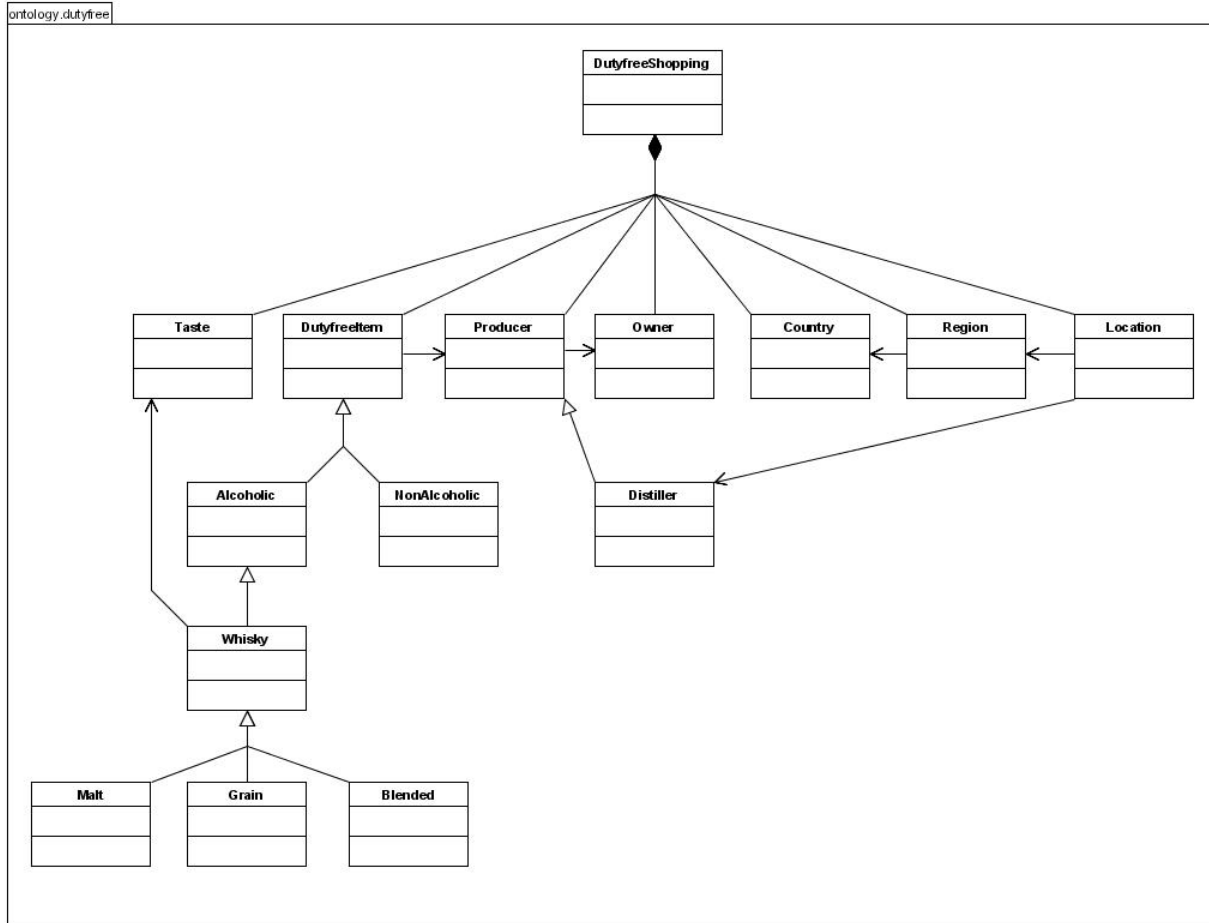 ontology.dutyfree
DutyfreeShopping
Taste
DutyfreeItem
Producer
Owner
Country
Region
Location
Alcoholic
NonAlcoholic
Distiller
Whisky
Malt
Grain
Blended